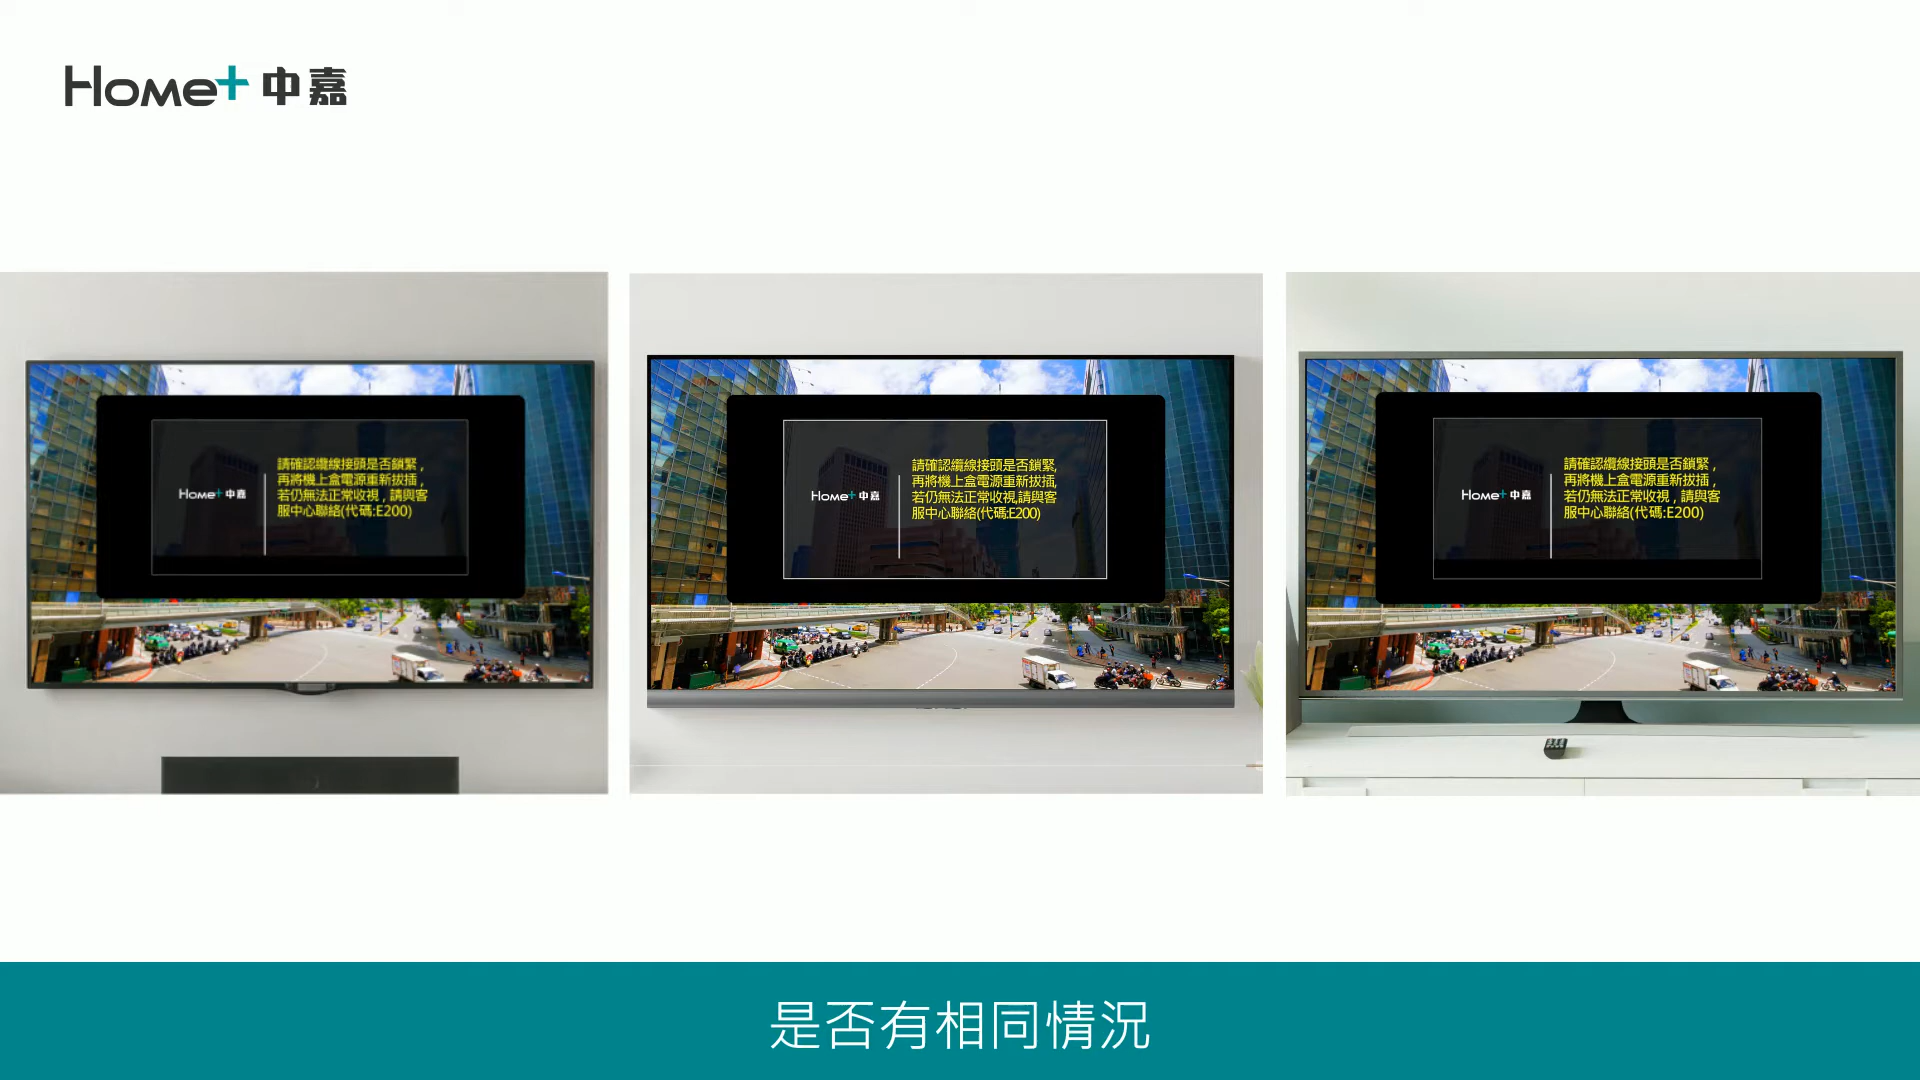 Home+ 中嘉
Home+ 中嘉
請確認纜線接頭是否鎖緊，
再將機上盒電源重新拔插，
若仍無法正常收視，請與客
服中心聯絡(代碼:E200)
Home+ 中嘉
請確認纜線接頭是否鎖緊,
再將機上盒電源重新拔插,
若仍無法正常收視,請與客
服中心聯絡(代碼:E200)
Home+ 中嘉
請確認纜線接頭是否鎖緊，
再將機上盒電源重新拔插，
若仍無法正常收視，請與客
服中心聯絡(代碼:E200)
是否有相同情況